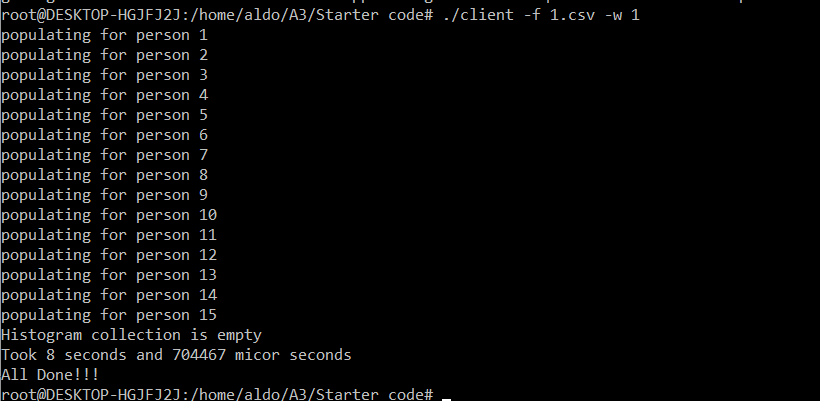 root@DESKTOP-HGJFJ2J:/home/aldo/A3/Starter code# ./client -f 1.csv -w 1
populating for person 1
populating for person 2
populating for person 3
populating for person 4
populating for person 5
populating for person 6
populating for person 7
populating for person 8
populating for person 9
populating for person 10
populating for person 11
populating for person 12
populating for person 13
populating for person 14
populating for person 15
Histogram collection is empty
Took 8 seconds and 704467 micor seconds
All Done!!!
root@DESKTOP-HGJFJ2J:/home/aldo/A3/Starter code# _